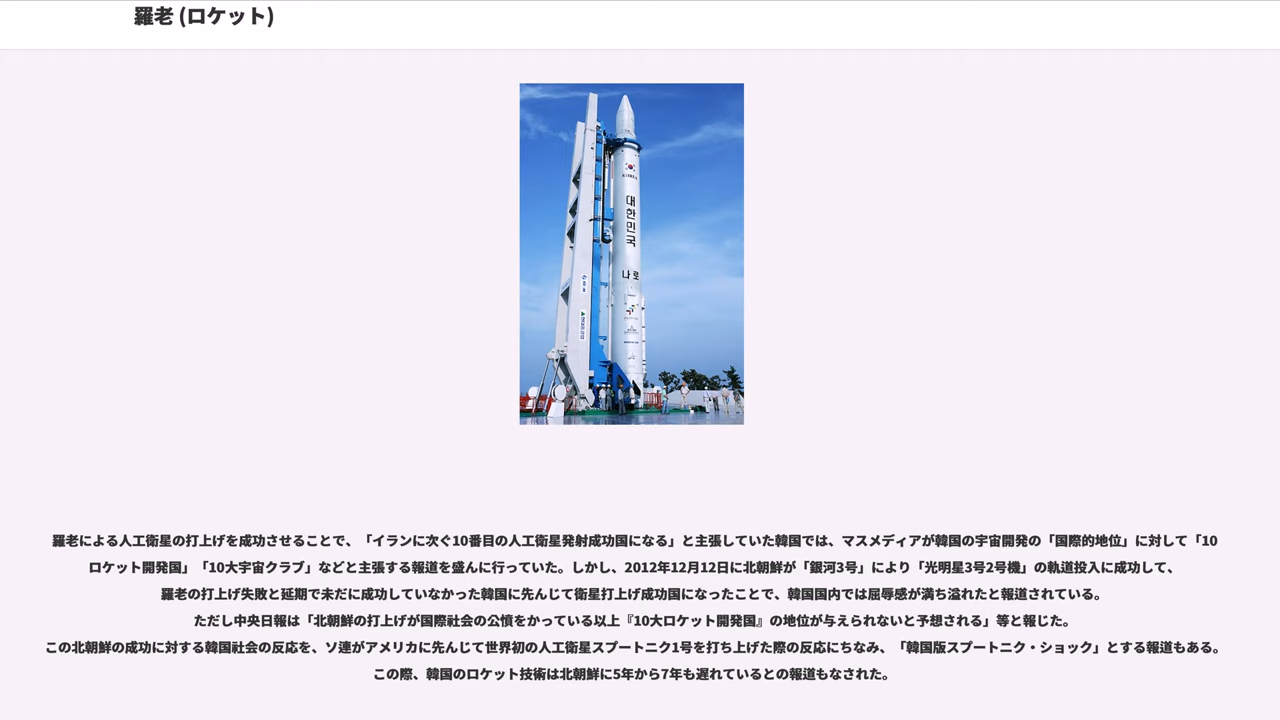 羅老 (ロケット)
대한민국
나로
羅老による人工衛星の打上げを成功させることで、「イランに次ぐ10番目の人工衛星発射成功国になる」と主張していた韓国では、マスメディアが韓国の宇宙開発の「国際的地位」に対して「10
ロケット開発国」「10大宇宙クラブ」などと主張する報道を盛んに行っていた。しかし、2012年12月12日に北朝鮮が「銀河3号」により「光明星3号2号機」の軌道投入に成功して、
羅老の打上げ失敗と延期で未だに成功していなかった韓国に先んじて衛星打上げ成功国になったことで、韓国国内では屈辱感が満ち溢れたと報道されている。
ただし中央日報は「北朝鮮の打上げが国際社会の公憤をかっている以上『10大ロケット開発国』の地位が与えられないと予想される」等と報じた。
この北朝鮮の成功に対する韓国社会の反応を、ソ連がアメリカに先んじて世界初の人工衛星スプートニク1号を打ち上げた際の反応にちなみ、「韓国版スプートニク・ショック」とする報道もある。
この際、韓国のロケット技術は北朝鮮に5年から7年も遅れているとの報道もなされた。